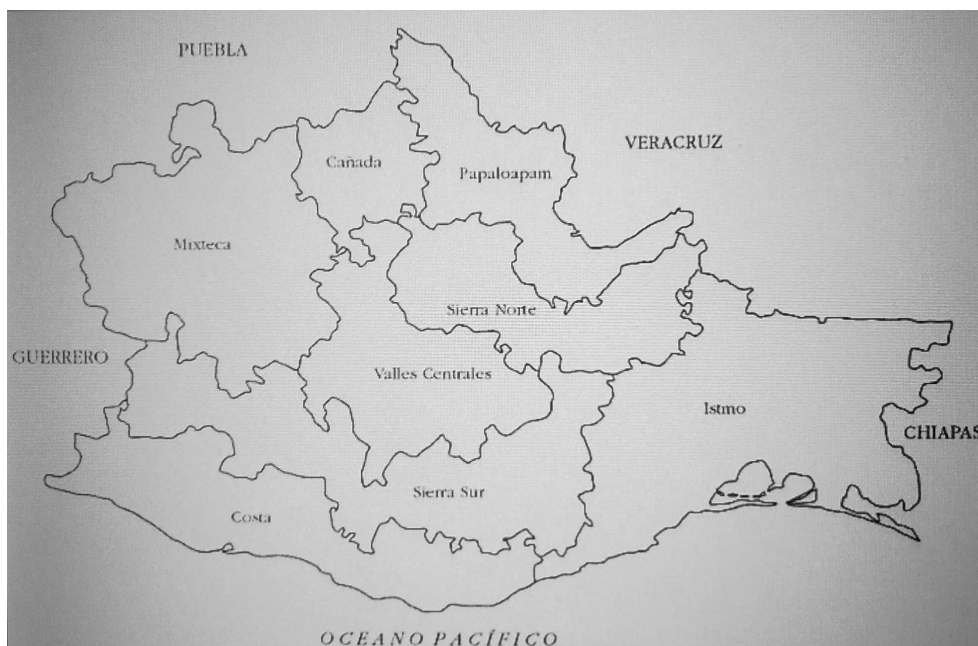 PUEBLA
VERACRUZ
Cañada
Papaloapam
Mixteca
Sierra Norte
GUERRERO
Valles Centrales
Istmo
CHIAPAS
Sierra Sur
Costa
OCEANO PACÍFICO